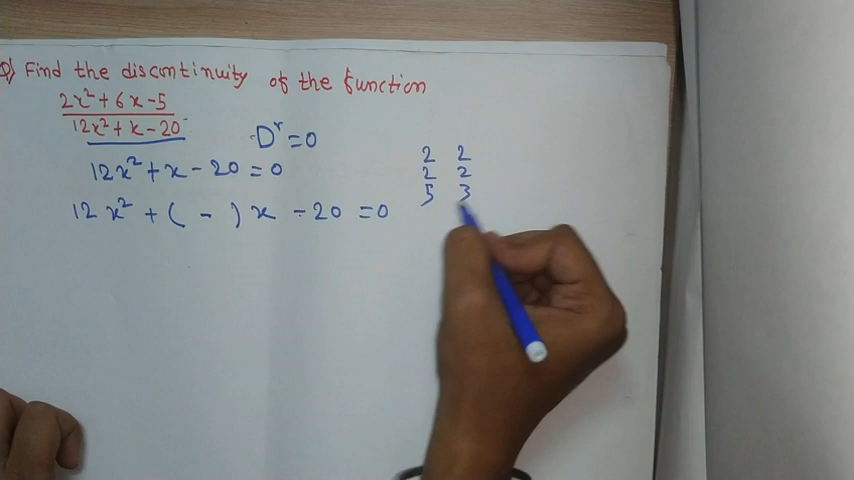 Q) Find the discontinuity of the function
2x² + 6x - 5
12x² + x - 20
Dʳ = 0
12x² + x - 20 = 0
12x² + ( - ) x - 20 = 0
2 2
2 2
5 3